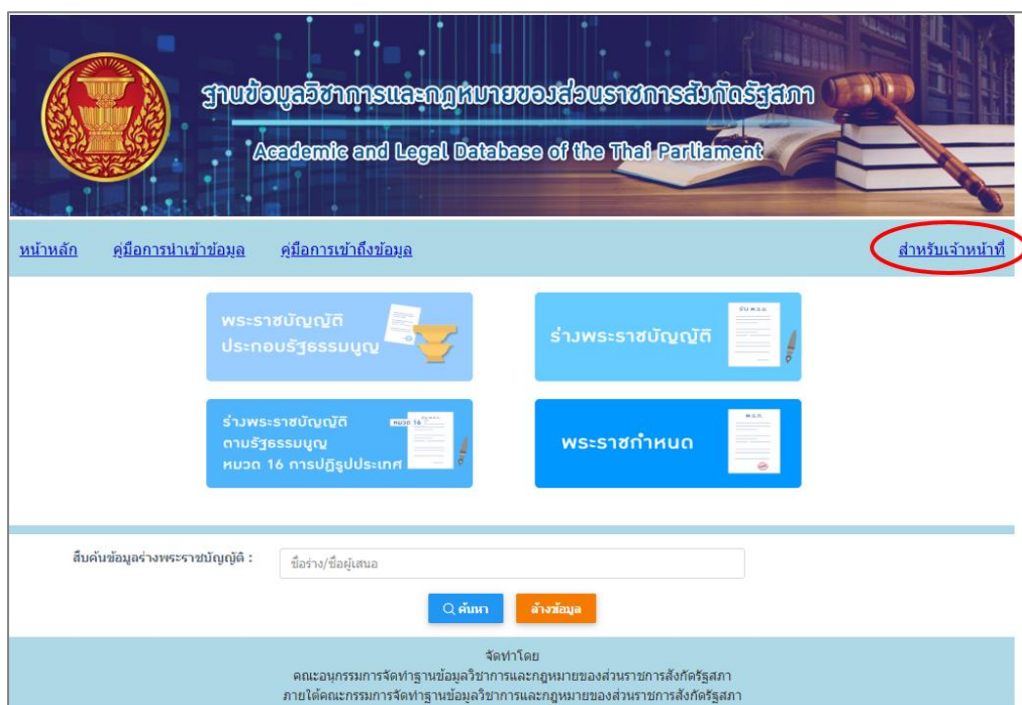 ฐานข้อมูลวิชาการและกฎหมายของส่วนราชการสังกัดรัฐสภา
Academic and Legal Database of the Thai Parliament
หน้าหลัก คู่มือการนำเข้าข้อมูล คู่มือการเข้าถึงข้อมูล สำหรับเจ้าหน้าที่
พระราชบัญญัติ
ประกอบรัฐธรรมนูญ
ร่างพระราชบัญญัติ
ร่าง พ.ร.บ.
ร่างพระราชบัญญัติ
ตามรัฐธรรมนูญ
หมวด 16 การปฏิรูปประเทศ
หมวด 16
พระราชกำหนด
พ.ร.ก.
สืบค้นข้อมูลร่างพระราชบัญญัติ :
ชื่อร่าง/ชื่อผู้เสนอ
ค้นหา ล้างข้อมูล
จัดทำโดย
คณะอนุกรรมการจัดทำฐานข้อมูลวิชาการและกฎหมายของส่วนราชการสังกัดรัฐสภา
ภายใต้คณะกรรมการจัดทำฐานข้อมูลวิชาการและกฎหมายของส่วนราชการสังกัดรัฐสภา